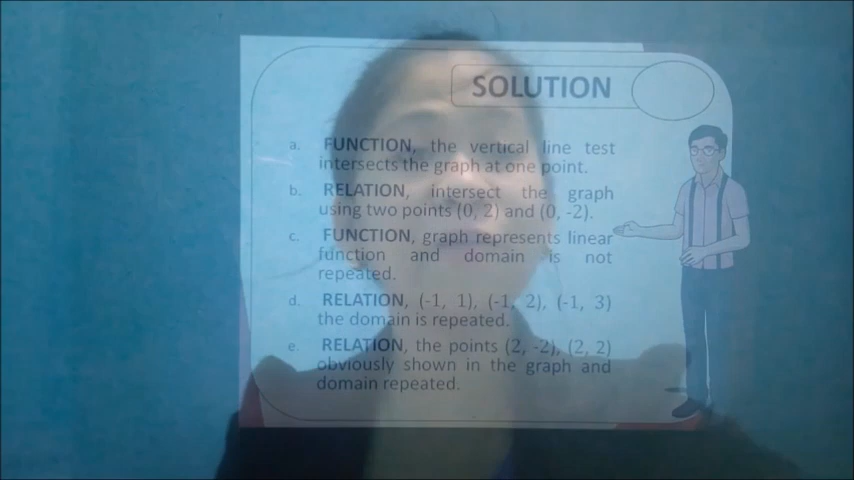 SOLUTION
a. FUNCTION, the vertical line test
intersects the graph at one point.
b. RELATION, intersect the graph
using two points (0, 2) and (0, -2).
c. FUNCTION, graph represents linear
function and domain is not
repeated.
d. RELATION, (-1, 1), (-1, 2), (-1, 3)
the domain is repeated.
e. RELATION, the points (2, -2), (2, 2)
obviously shown in the graph and
domain repeated.